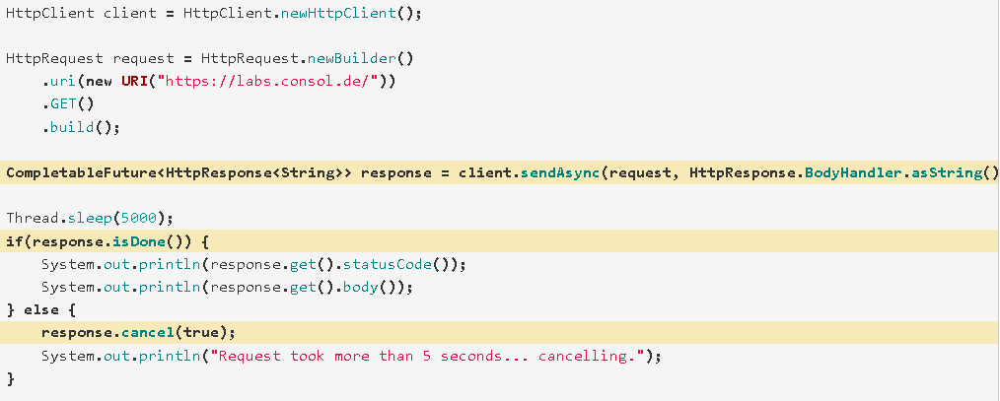 HttpClient client = HttpClient.newHttpClient();
HttpRequest request = HttpRequest.newBuilder()
.uri(new URI("https://labs.consol.de/"))
.GET()
.build();
CompletableFuture<HttpResponse<String>> response = client.sendAsync(request, HttpResponse.BodyHandler.asString()
Thread.sleep(5000);
if(response.isDone()) {
System.out.println(response.get().statusCode());
System.out.println(response.get().body());
} else {
response.cancel(true);
System.out.println("Request took more than 5 seconds... cancelling.");
}